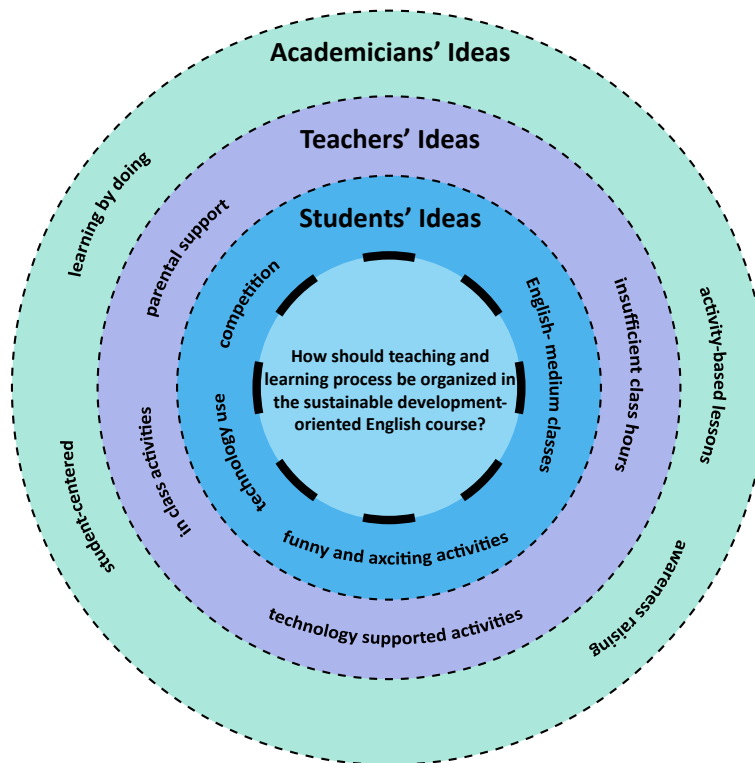 Academicians' Ideas
learning by doing
student-centered
activity-based lessons
awareness raising
Teachers' Ideas
parental support
in class activities
insufficient class hours
technology supported activities
Students' Ideas
competition
technology use
English- medium classes
funny and axciting activities
How should teaching and
learning process be organized in
the sustainable development-
oriented English course?